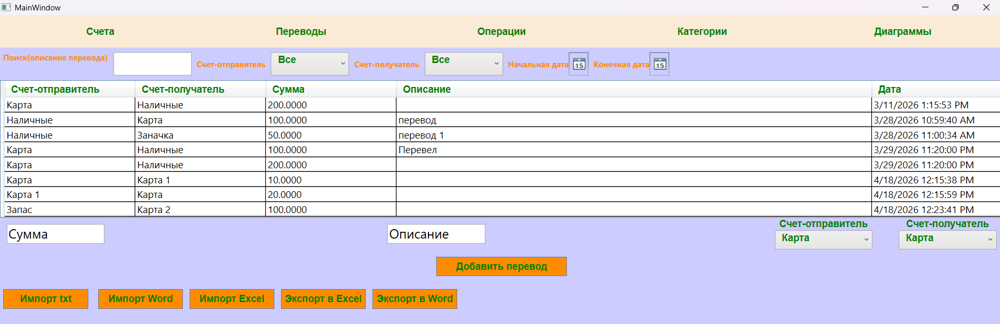 MainWindow
Счета Переводы Операции Категории Диаграммы
Поиск(описание перевода) Счет-отправитель Все Счет-получатель Все Начальная дата 15 Конечная дата 15
Счет-отправитель Счет-получатель Сумма Описание Дата
Карта Наличные 200.0000 3/11/2026 1:15:53 PM
Наличные Карта 100.0000 перевод 3/28/2026 10:59:40 AM
Наличные Заначка 50.0000 перевод 1 3/28/2026 11:00:34 AM
Карта Наличные 100.0000 Перевел 3/29/2026 11:20:00 PM
Карта Наличные 200.0000 3/29/2026 11:20:00 PM
Карта Карта 1 10.0000 4/18/2026 12:15:38 PM
Карта 1 Карта 20.0000 4/18/2026 12:15:59 PM
Запас Карта 2 100.0000 4/18/2026 12:23:41 PM
Счет-отправитель Счет-получатель
Сумма Описание Карта Карта
Добавить перевод
Импорт txt Импорт Word Импорт Excel Экспорт в Excel Экспорт в Word